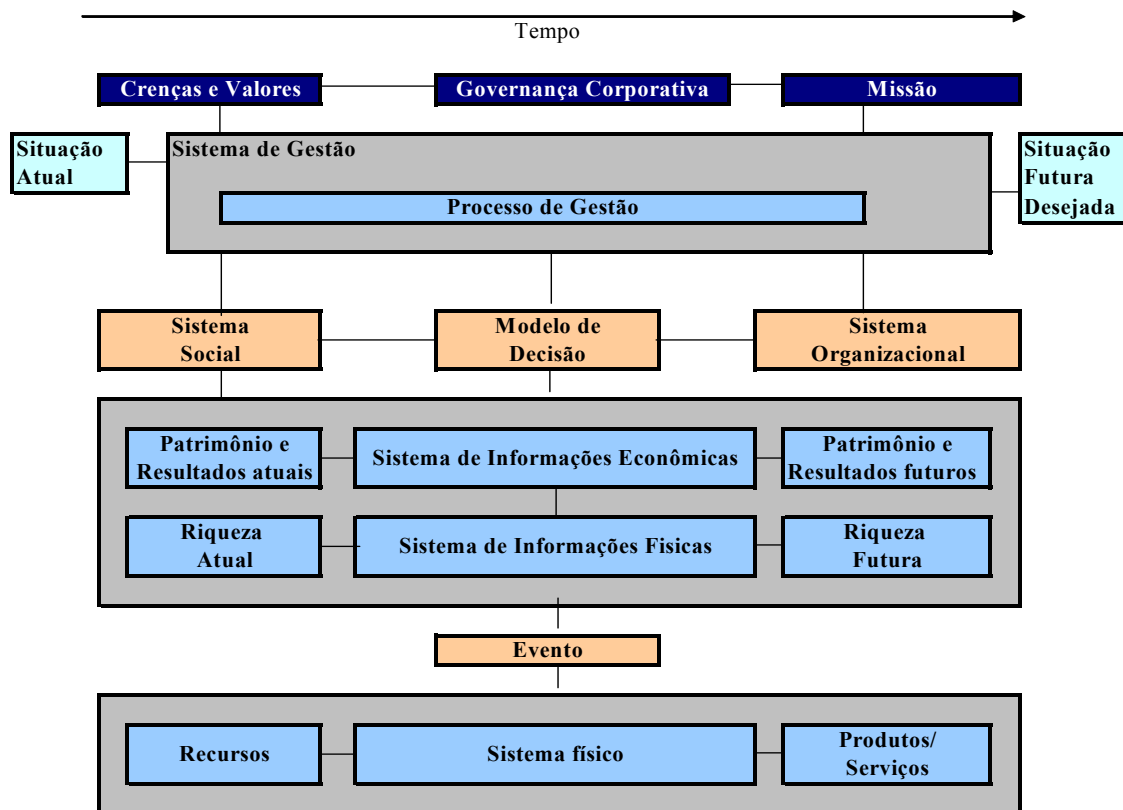 Tempo
Crenças e Valores
Governança Corporativa
Missão
Situação
Atual
Sistema de Gestão
Situação
Futura
Desejada
Processo de Gestão
Sistema
Social
Modelo de
Decisão
Sistema
Organizacional
Patrimônio e
Resultados atuais
Sistema de Informações Econômicas
Patrimônio e
Resultados futuros
Riqueza
Atual
Sistema de Informações Fisicas
Riqueza
Futura
Evento
Recursos
Sistema físico
Produtos/
Serviços